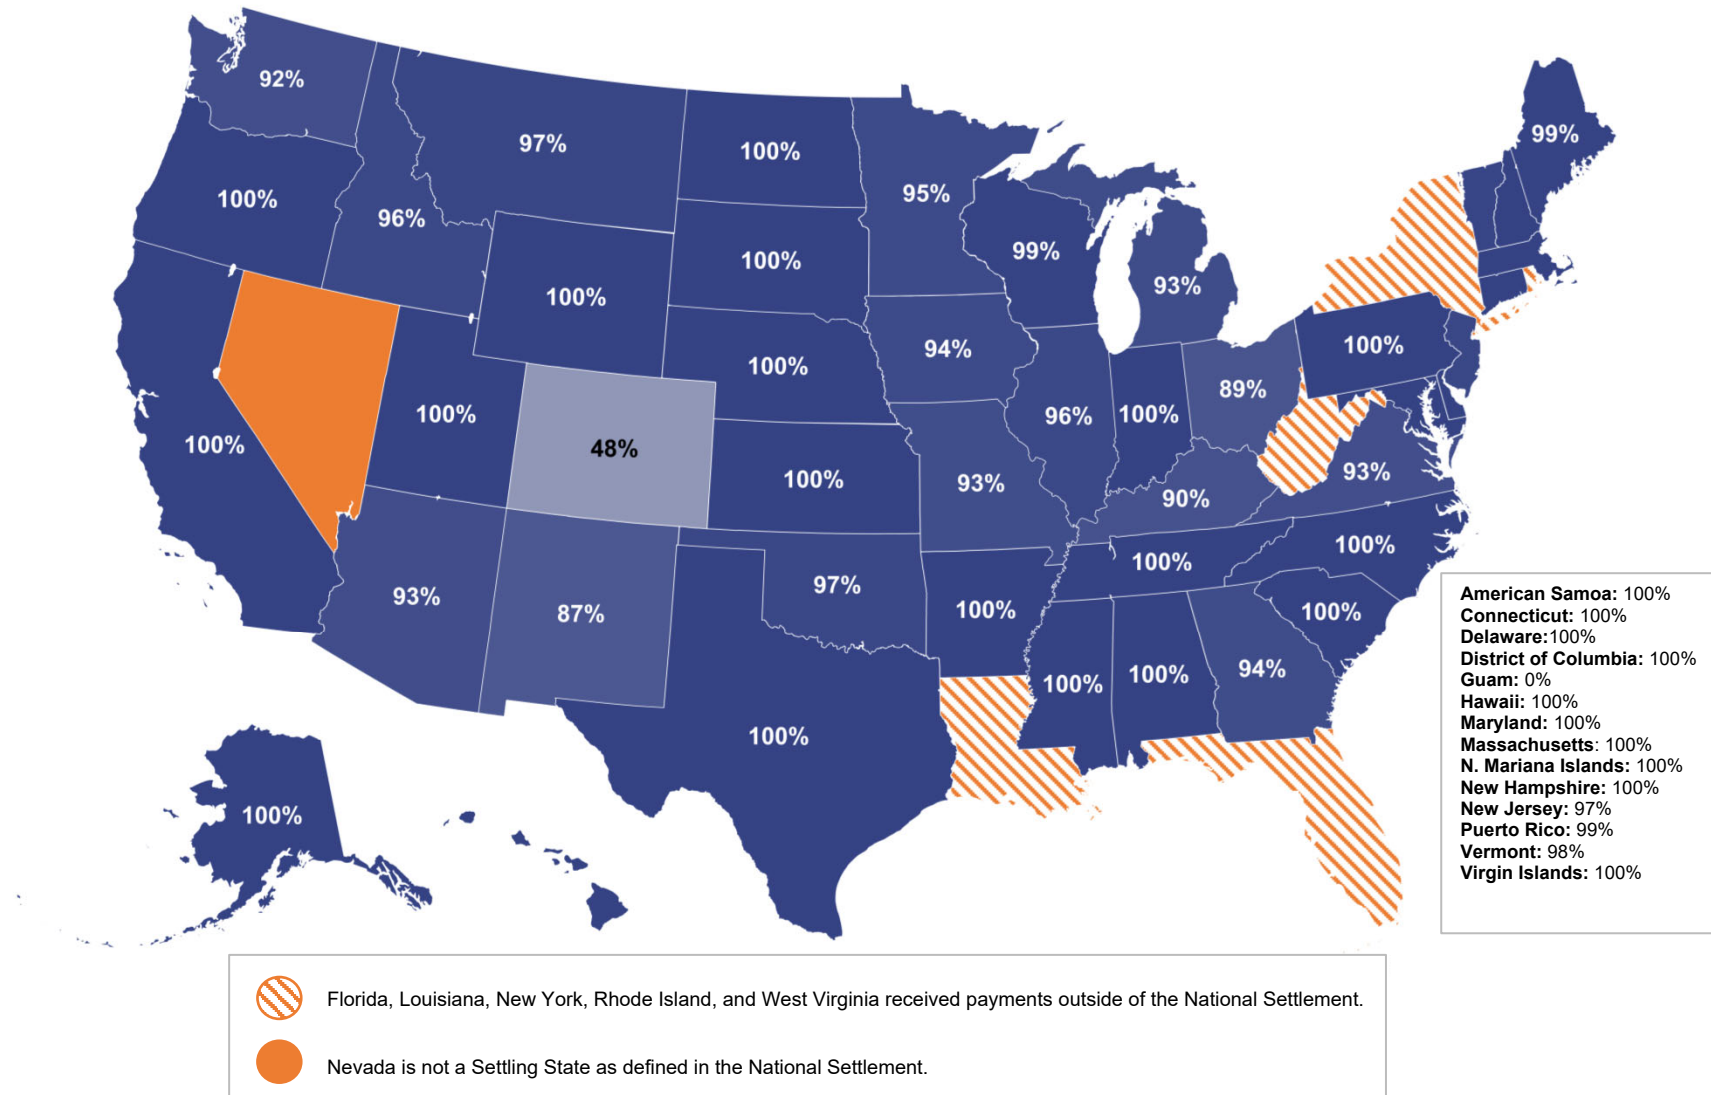 92%
97%
100%
99%
100%
96%
95%
100%
99%
93%
100%
100%
94%
100%
100%
89%
100%
100%
48%
96%
100%
100%
93%
93%
90%
100%
100%
93%
87%
97%
100%
100%
100%
100%
94%
100%
100%
American Samoa: 100%
Connecticut: 100%
Delaware:100%
District of Columbia: 100%
Guam: 0%
Hawaii: 100%
Maryland: 100%
Massachusetts: 100%
N. Mariana Islands: 100%
New Hampshire: 100%
New Jersey: 97%
Puerto Rico: 99%
Vermont: 98%
Virgin Islands: 100%
Florida, Louisiana, New York, Rhode Island, and West Virginia received payments outside of the National Settlement.
Nevada is not a Settling State as defined in the National Settlement.